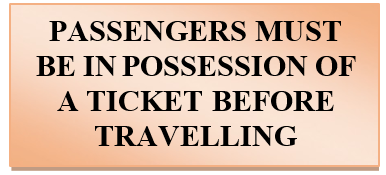 PASSENGERS MUST
BE IN POSSESSION OF
A TICKET BEFORE
TRAVELLING